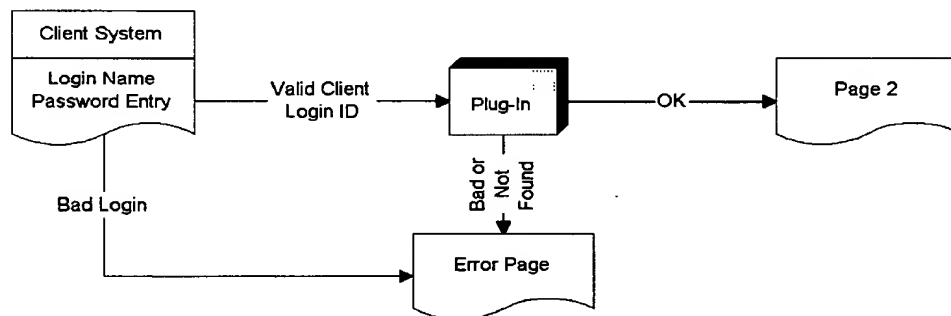 Client System
Login Name
Password Entry
Valid Client
Login ID
Plug-In
OK
Page 2
Bad Login
Bad or
Not
Found
Error Page